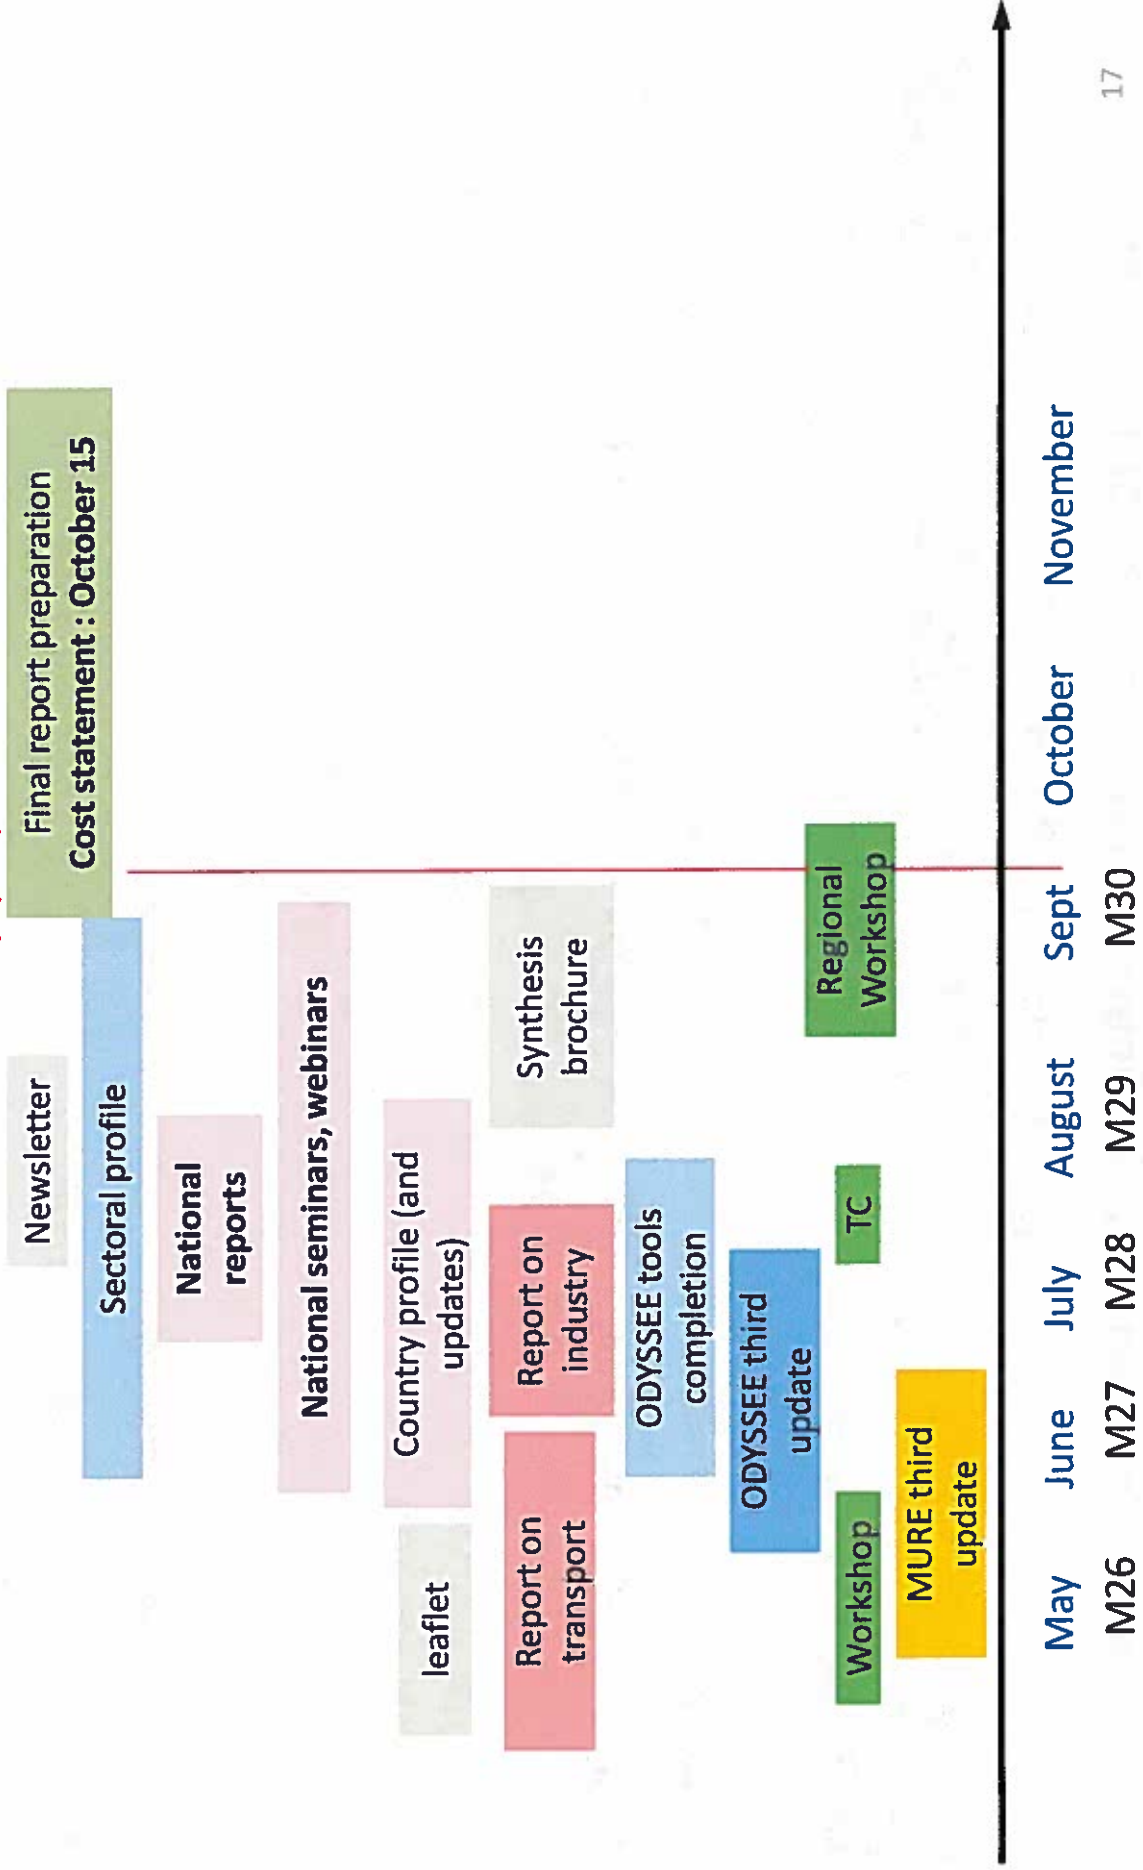 Final report preparation
Cost statement : October 15
Newsletter
Sectoral profile
National
reports
National seminars, webinars
Country profile (and
updates)
leaflet
Synthesis
brochure
Report on
industry
Report on
transport
ODYSSEE tools
completion
ODYSSEE third
update
Regional
Workshop
TC
Workshop
MURE third
update
May June July August Sept October November
M26 M27 M28 M29 M30
17